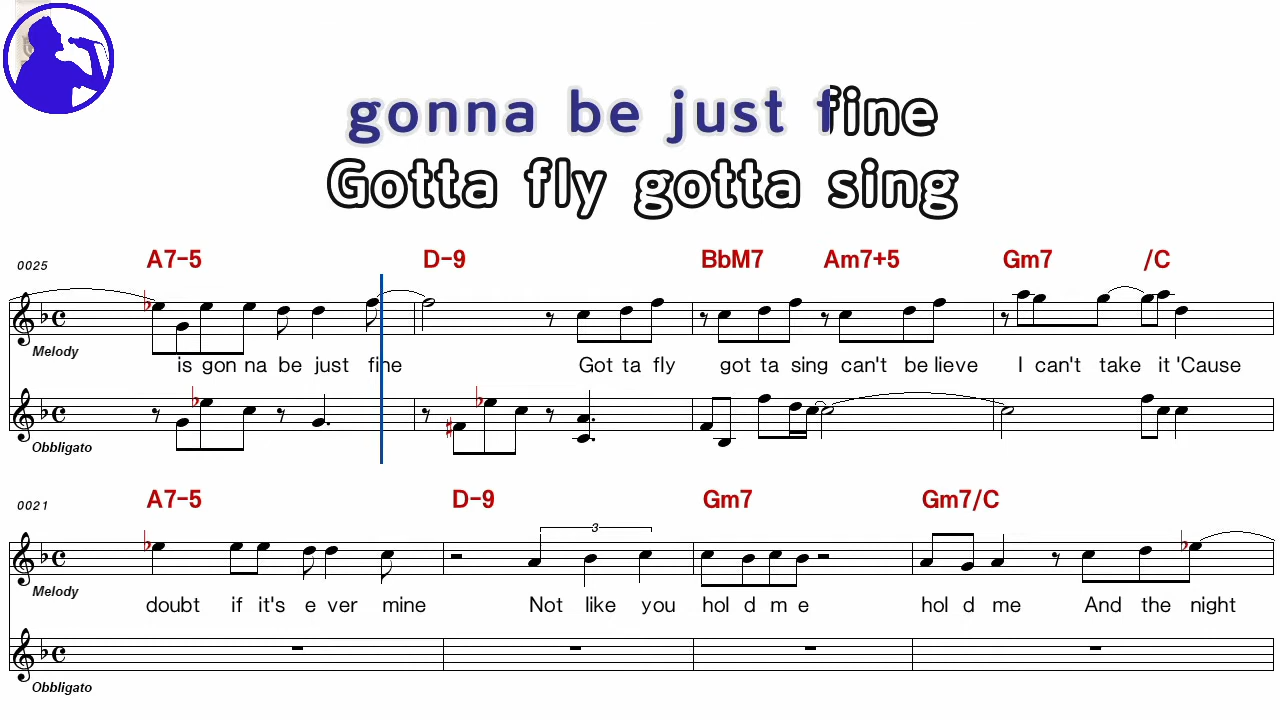 gonna be just fine
Gotta fly gotta sing
0025 A7-5 D-9 BbM7 Am7+5 Gm7 /C
Melody
is gon na be just fine Got ta fly got ta sing can't be lieve I can't take it 'Cause
Obbligato
0021 A7-5 D-9 Gm7 Gm7/C
3
Melody
doubt if it's e ver mine Not like you hol d m e hol d me And the night
Obbligato